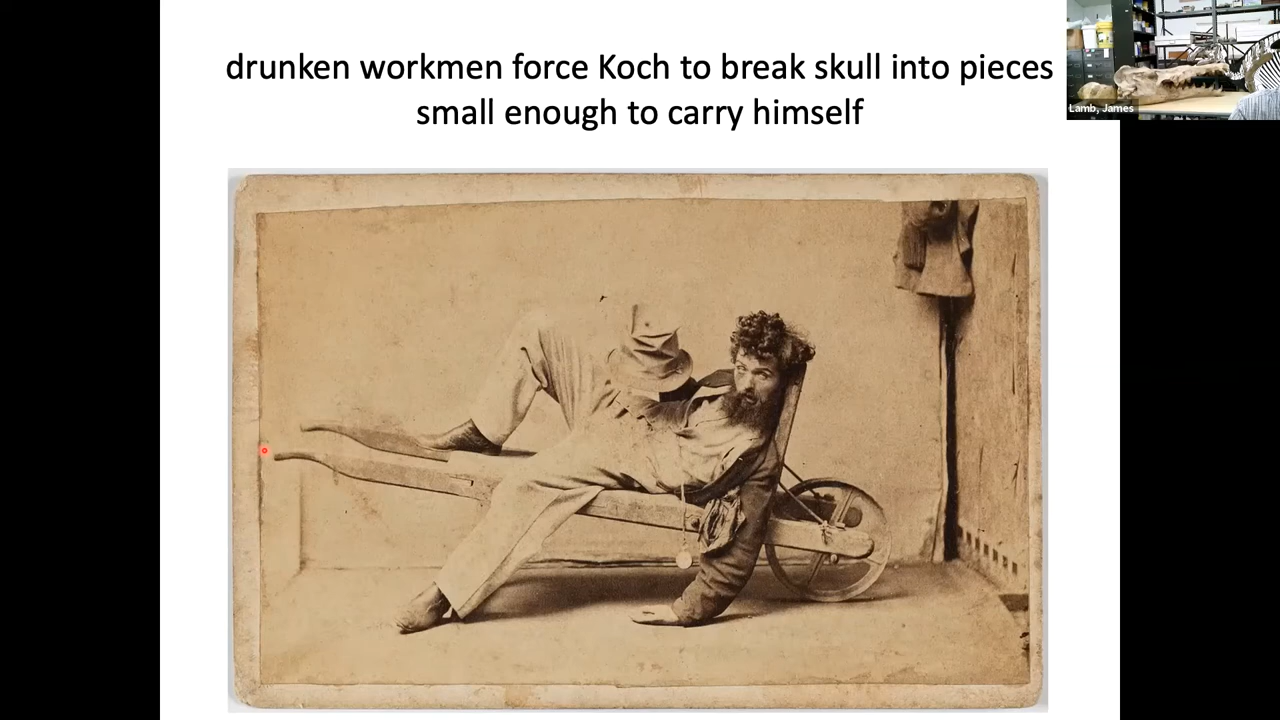 drunken workmen force Koch to break skull into pieces
small enough to carry himself
Lamb, James